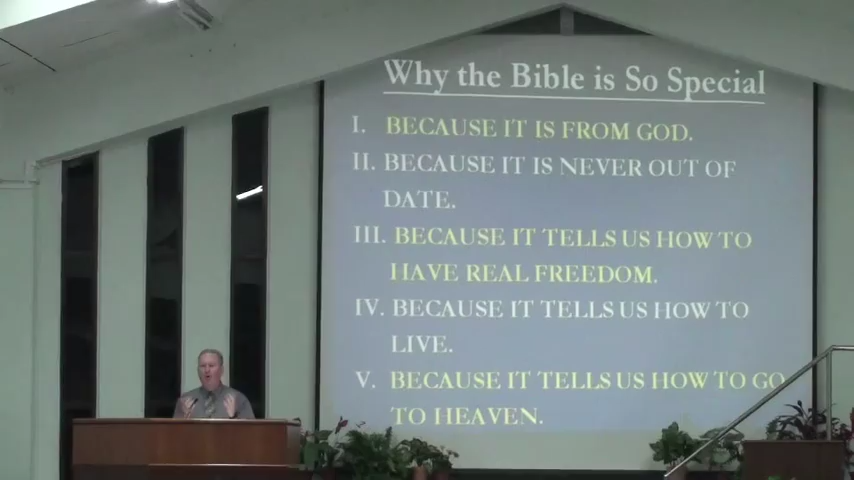 Why the Bible is So Special
I. BECAUSE IT IS FROM GOD.
II. BECAUSE IT IS NEVER OUT OF
DATE.
III. BECAUSE IT TELLS US HOW TO
HAVE REAL FREEDOM.
IV. BECAUSE IT TELLS US HOW TO
LIVE.
V. BECAUSE IT TELLS US HOW TO GO
TO HEAVEN.